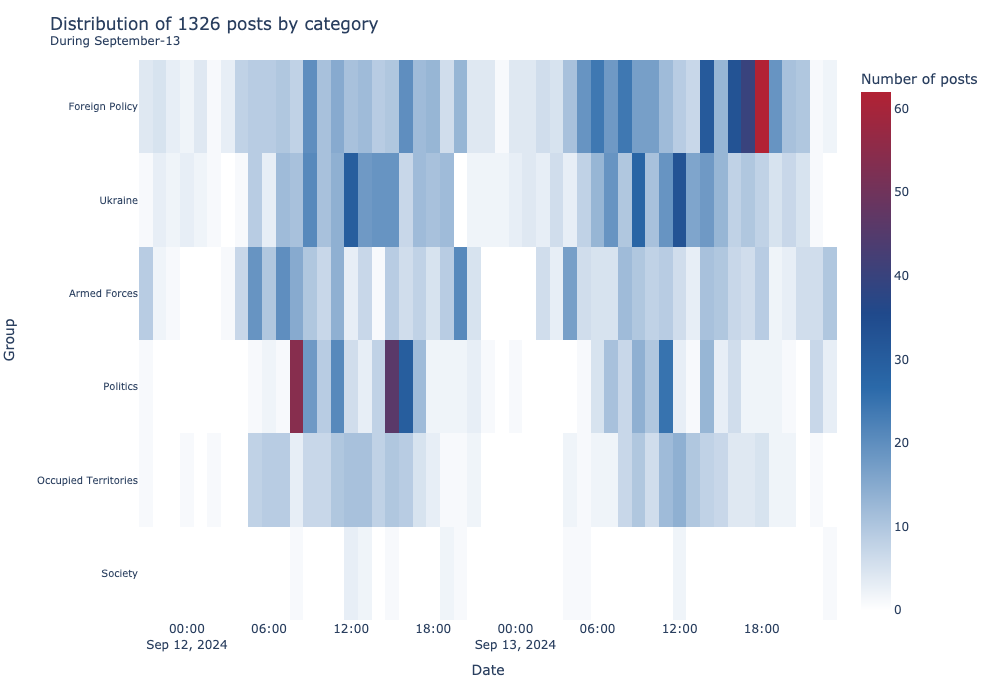 Distribution of 1326 posts by category
During September-13
Number of posts
Foreign Policy
Ukraine
Armed Forces
Politics
Occupied Territories
Society
Group
60
50
40
30
20
10
0
00:00 06:00 12:00 18:00 00:00 06:00 12:00 18:00
Sep 12, 2024 Sep 13, 2024
Date